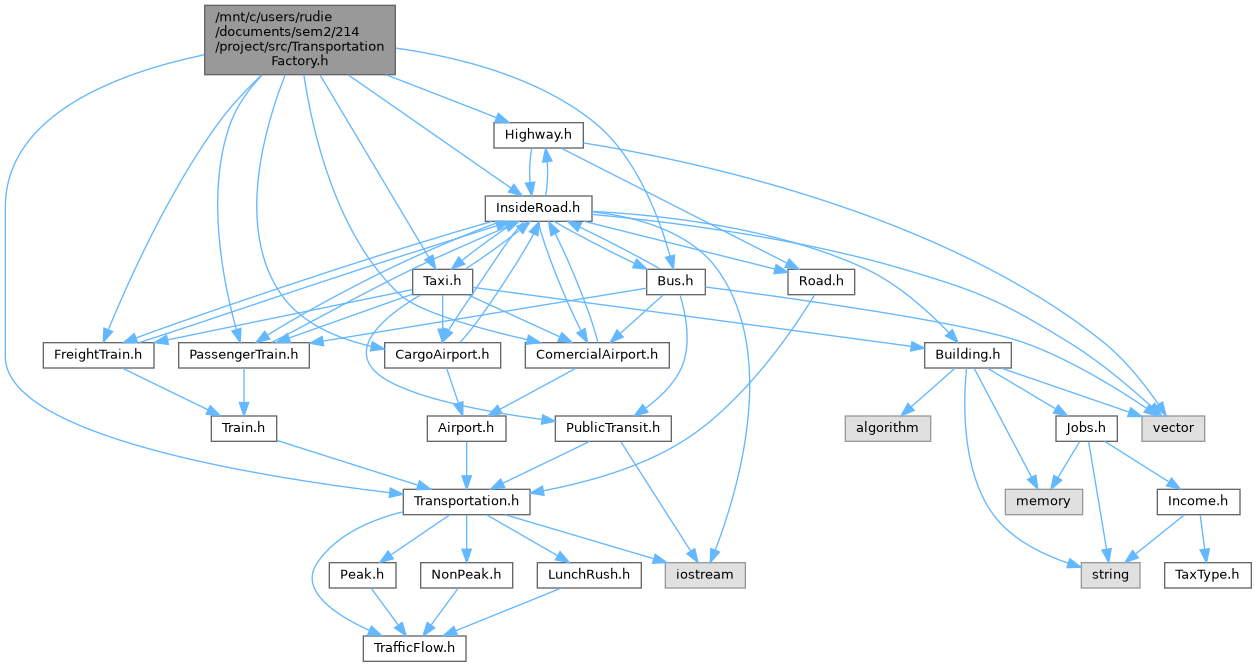 /mnt/c/users/rudie
/documents/sem2/214
/project/src/Transportation
Factory.h
Highway.h
InsideRoad.h
Taxi.h
Bus.h
Road.h
FreightTrain.h
PassengerTrain.h
CargoAirport.h
ComercialAirport.h
Building.h
Train.h
Airport.h
PublicTransit.h
algorithm
Jobs.h
vector
Transportation.h
memory
Income.h
Peak.h
NonPeak.h
LunchRush.h
iostream
string
TaxType.h
TrafficFlow.h